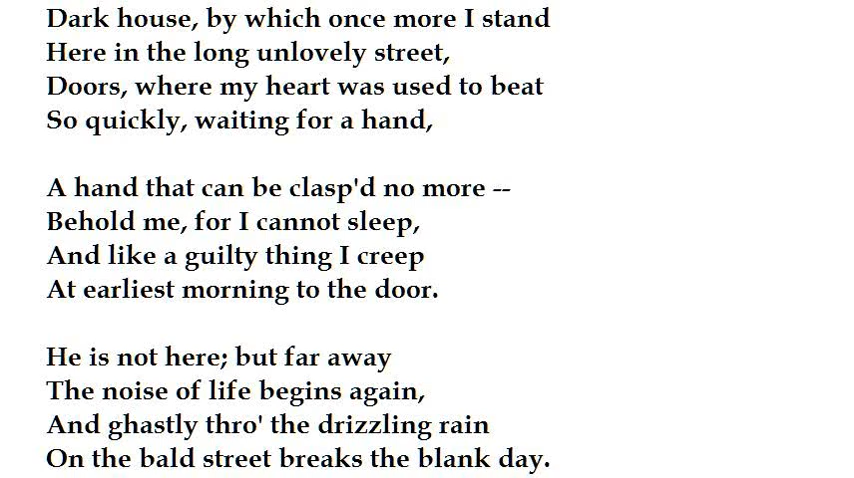 Dark house, by which once more I stand
Here in the long unlovely street,
Doors, where my heart was used to beat
So quickly, waiting for a hand,

A hand that can be clasp'd no more --
Behold me, for I cannot sleep,
And like a guilty thing I creep
At earliest morning to the door.

He is not here; but far away
The noise of life begins again,
And ghastly thro' the drizzling rain
On the bald street breaks the blank day.